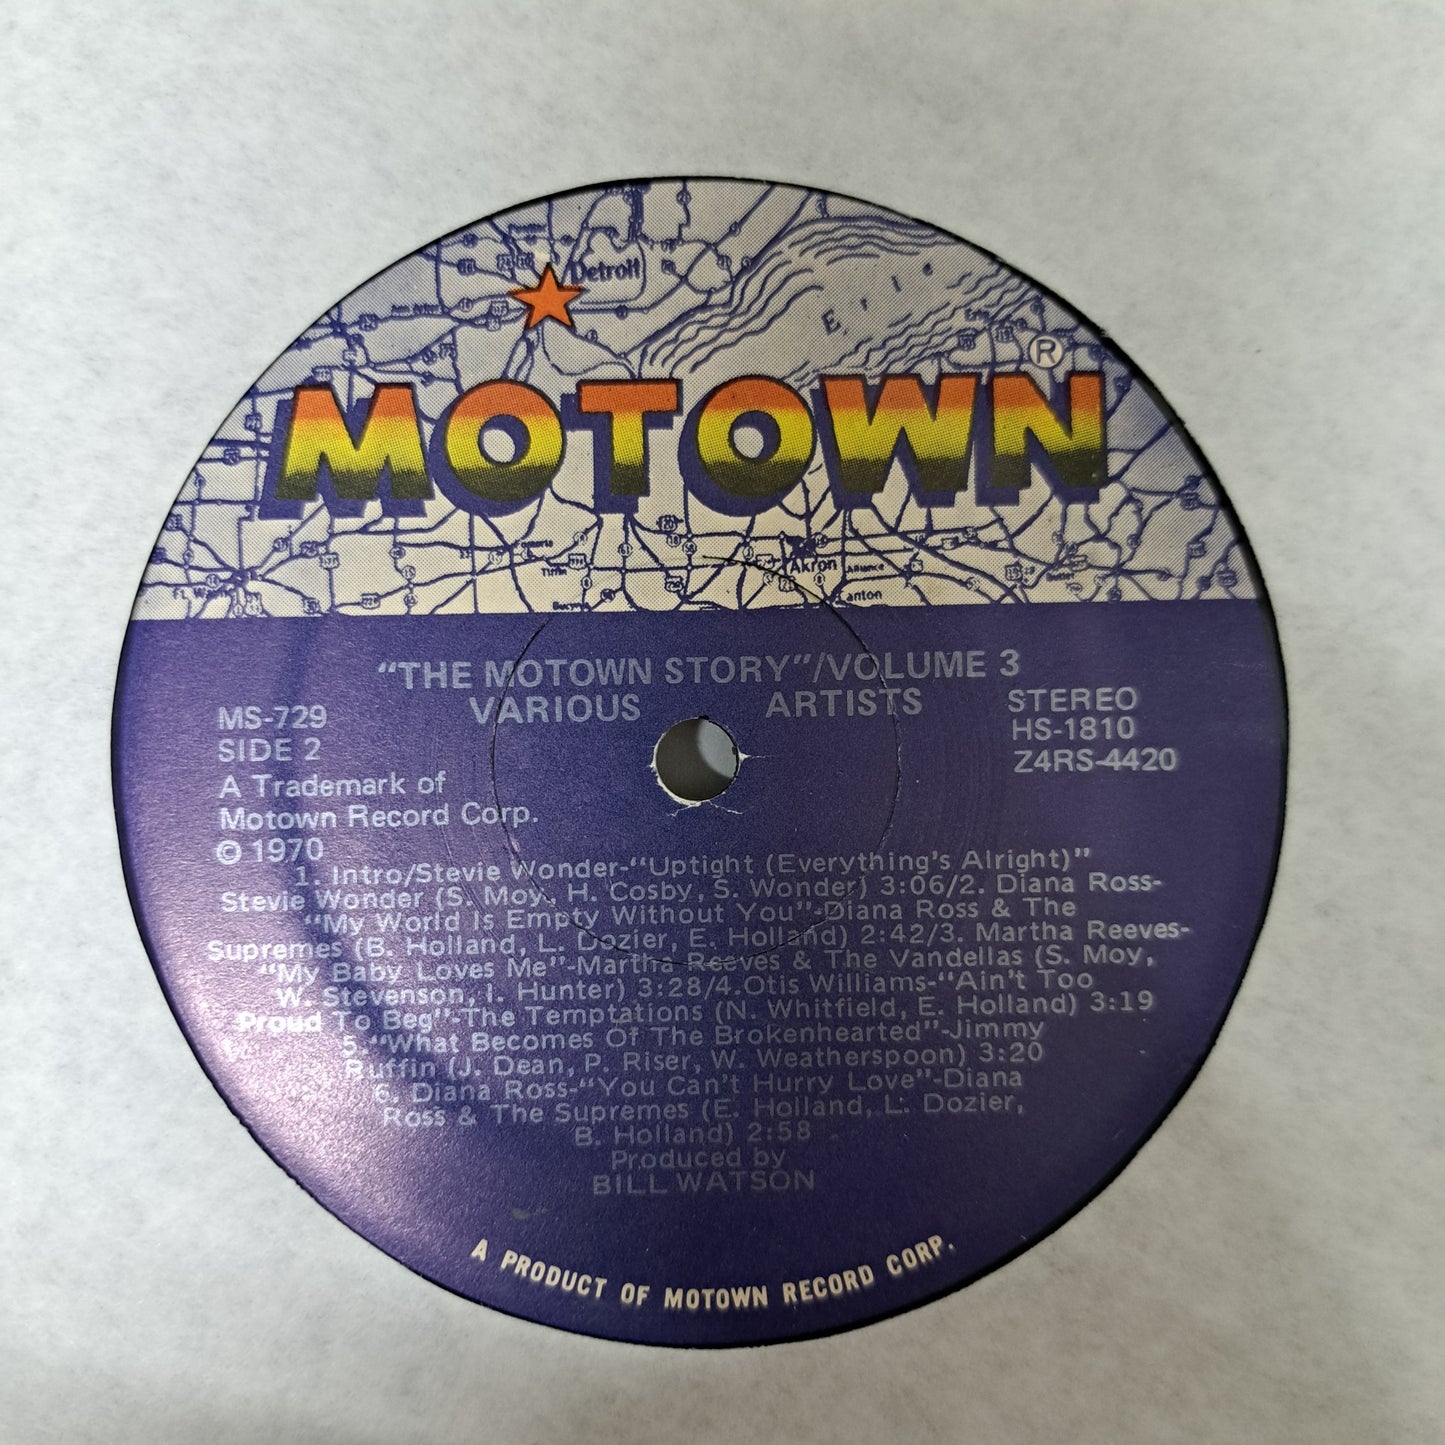 Detroit
E
Erie
®
MOTOWN
Tiffin
Akron
Alliance
Ft. Wayne
Bucyrus
Canton
"THE MOTOWN STORY"/VOLUME 3
VARIOUS ARTISTS
MS-729
SIDE 2
STEREO
HS-1810
Z4RS-4420
A Trademark of
Motown Record Corp.
© 1970
1. Intro/Stevie Wonder-"Uptight (Everything's Alright)"
Stevie Wonder (S. Moy, H. Cosby, S. Wonder) 3:06/2. Diana Ross-
"My World Is Empty Without You"-Diana Ross & The
Supremes (B. Holland, L. Dozier, E. Holland) 2:42/3. Martha Reeves-
"My Baby Loves Me"-Martha Reeves & The Vandellas (S. Moy,
W. Stevenson, I. Hunter) 3:28/4.Otis Williams-"Ain't Too
Proud To Beg"-The Temptations (N. Whitfield, E. Holland) 3:19
5."What Becomes Of The Brokenhearted"-Jimmy
Ruffin (J. Dean, P. Riser, W. Weatherspoon) 3:20
6. Diana Ross-"You Can't Hurry Love"-Diana
Ross & The Supremes (E. Holland, L. Dozier,
B. Holland) 2:58
Produced by
BILL WATSON
A PRODUCT OF MOTOWN RECORD CORP.